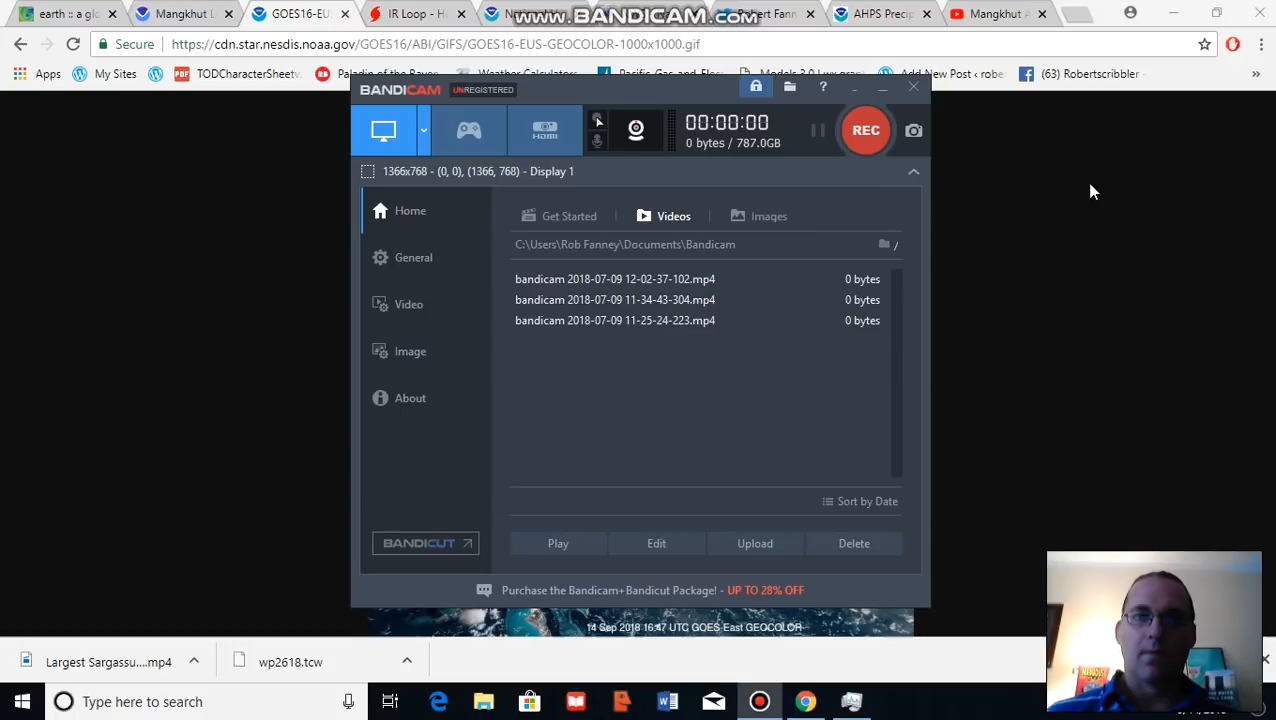 earth :: a glo
Mangkhut L
GOES16-EU
IR Loop - H
WWW.BANDICAM.COM
Robert Fann
AHPS Precip
Mangkhut A
Secure
https://cdn.star.nesdis.noaa.gov/GOES16/ABI/GIFS/GOES16-EUS-GEOCOLOR-1000x1000.gif
Apps
My Sites
TODCharacterSheet
Paladin of the Raven
Weather Calculators
Add New Post ‹ robe
(63) Robertscribbler
»
BANDICAM UNREGISTERED
?
HDMI
00:00:00
0 bytes / 787.0GB
REC
1366x768 - (0, 0), (1366, 768) - Display 1
Home
General
Video
Image
About
BANDICUT
Get Started
Videos
Images
C:\Users\Rob Fanney\Documents\Bandicam
/
bandicam 2018-07-09 12-02-37-102.mp4 0 bytes
bandicam 2018-07-09 11-34-43-304.mp4 0 bytes
bandicam 2018-07-09 11-25-24-223.mp4 0 bytes
Sort by Date
Play
Edit
Upload
Delete
Purchase the Bandicam+Bandicut Package! - UP TO 28% OFF
14 Sep 2018 16:47 UTC GOES-East GEOCOLOR
Largest Sargassu....mp4
wp2618.tcw
Type here to search